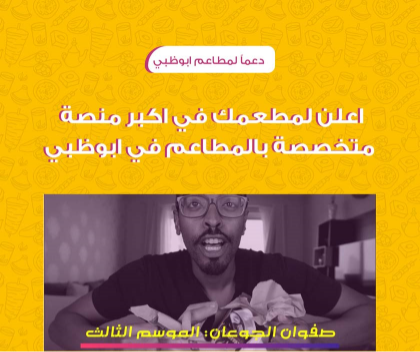 دعماً لمطاعم ابوظبي
اعلن لمطعمك في اكبر منصة
متخصصة بالمطاعم في ابوظبي
صفوان الجوعان: الموسم الثالث